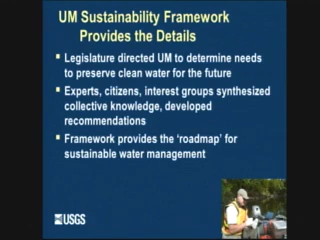 UM Sustainability Framework
Provides the Details
Legislature directed UM to determine needs
to preserve clean water for the future
Experts, citizens, interest groups synthesized
collective knowledge, developed
recommendations
Framework provides the ‘roadmap’ for
sustainable water management
USGS